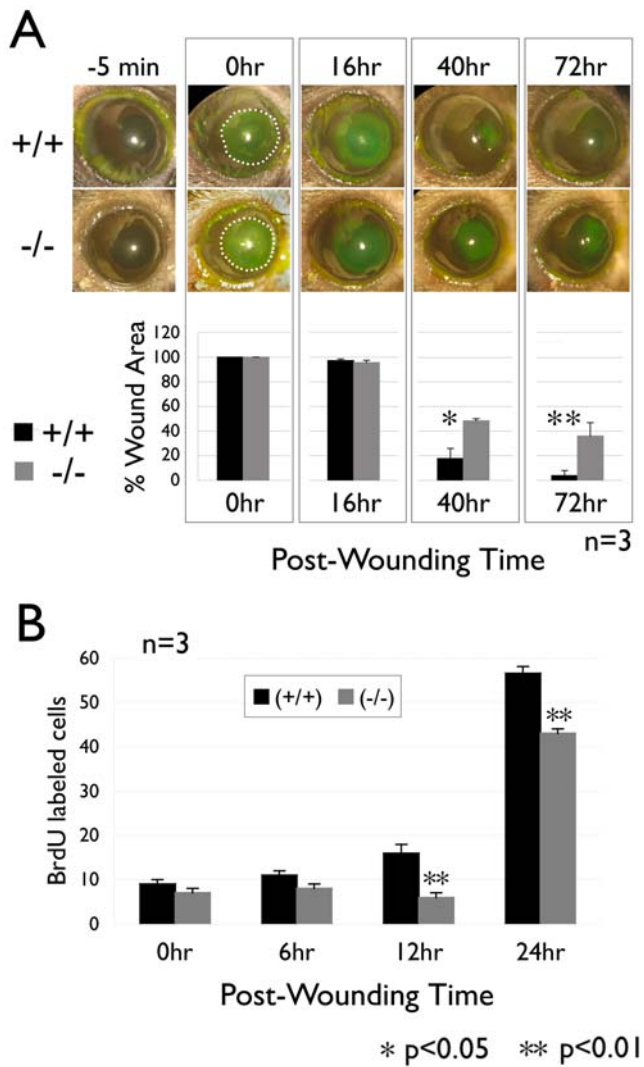 A
-5 min 0hr 16hr 40hr 72hr
+/+
-/-
% Wound Area
120
100
80
60
40
20
0
* **
+/+
-/-
0hr 16hr 40hr 72hr
n=3
Post-Wounding Time
B
n=3
(+/+) (-/-)
BrdU labeled cells
60
50
40
30
20
10
0
** **
0hr 6hr 12hr 24hr
Post-Wounding Time
* p<0.05 ** p<0.01